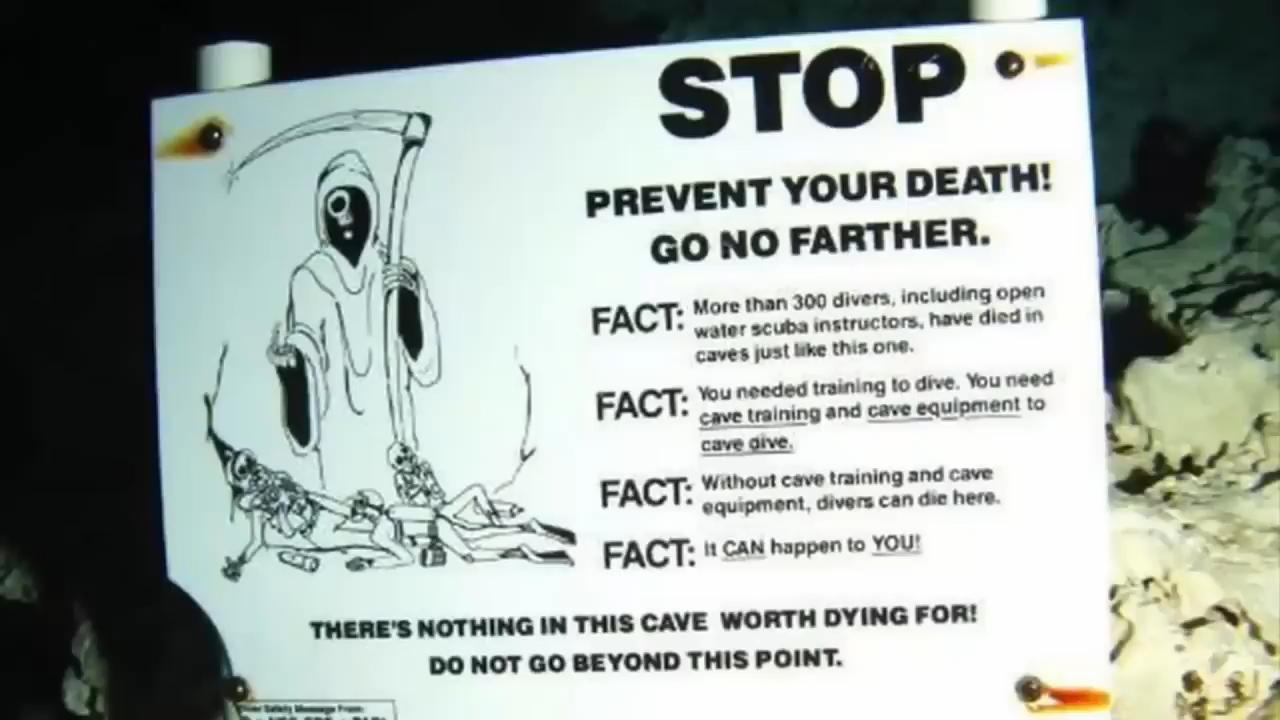 STOP
PREVENT YOUR DEATH!
GO NO FARTHER.
FACT: More than 300 divers, including open
water scuba instructors, have died in
caves just like this one.
FACT: You needed training to dive. You need
cave training and cave equipment to
cave dive.
FACT: Without cave training and cave
equipment, divers can die here.
FACT: It CAN happen to YOU!
THERE'S NOTHING IN THIS CAVE WORTH DYING FOR!
DO NOT GO BEYOND THIS POINT.
Safety Message From: